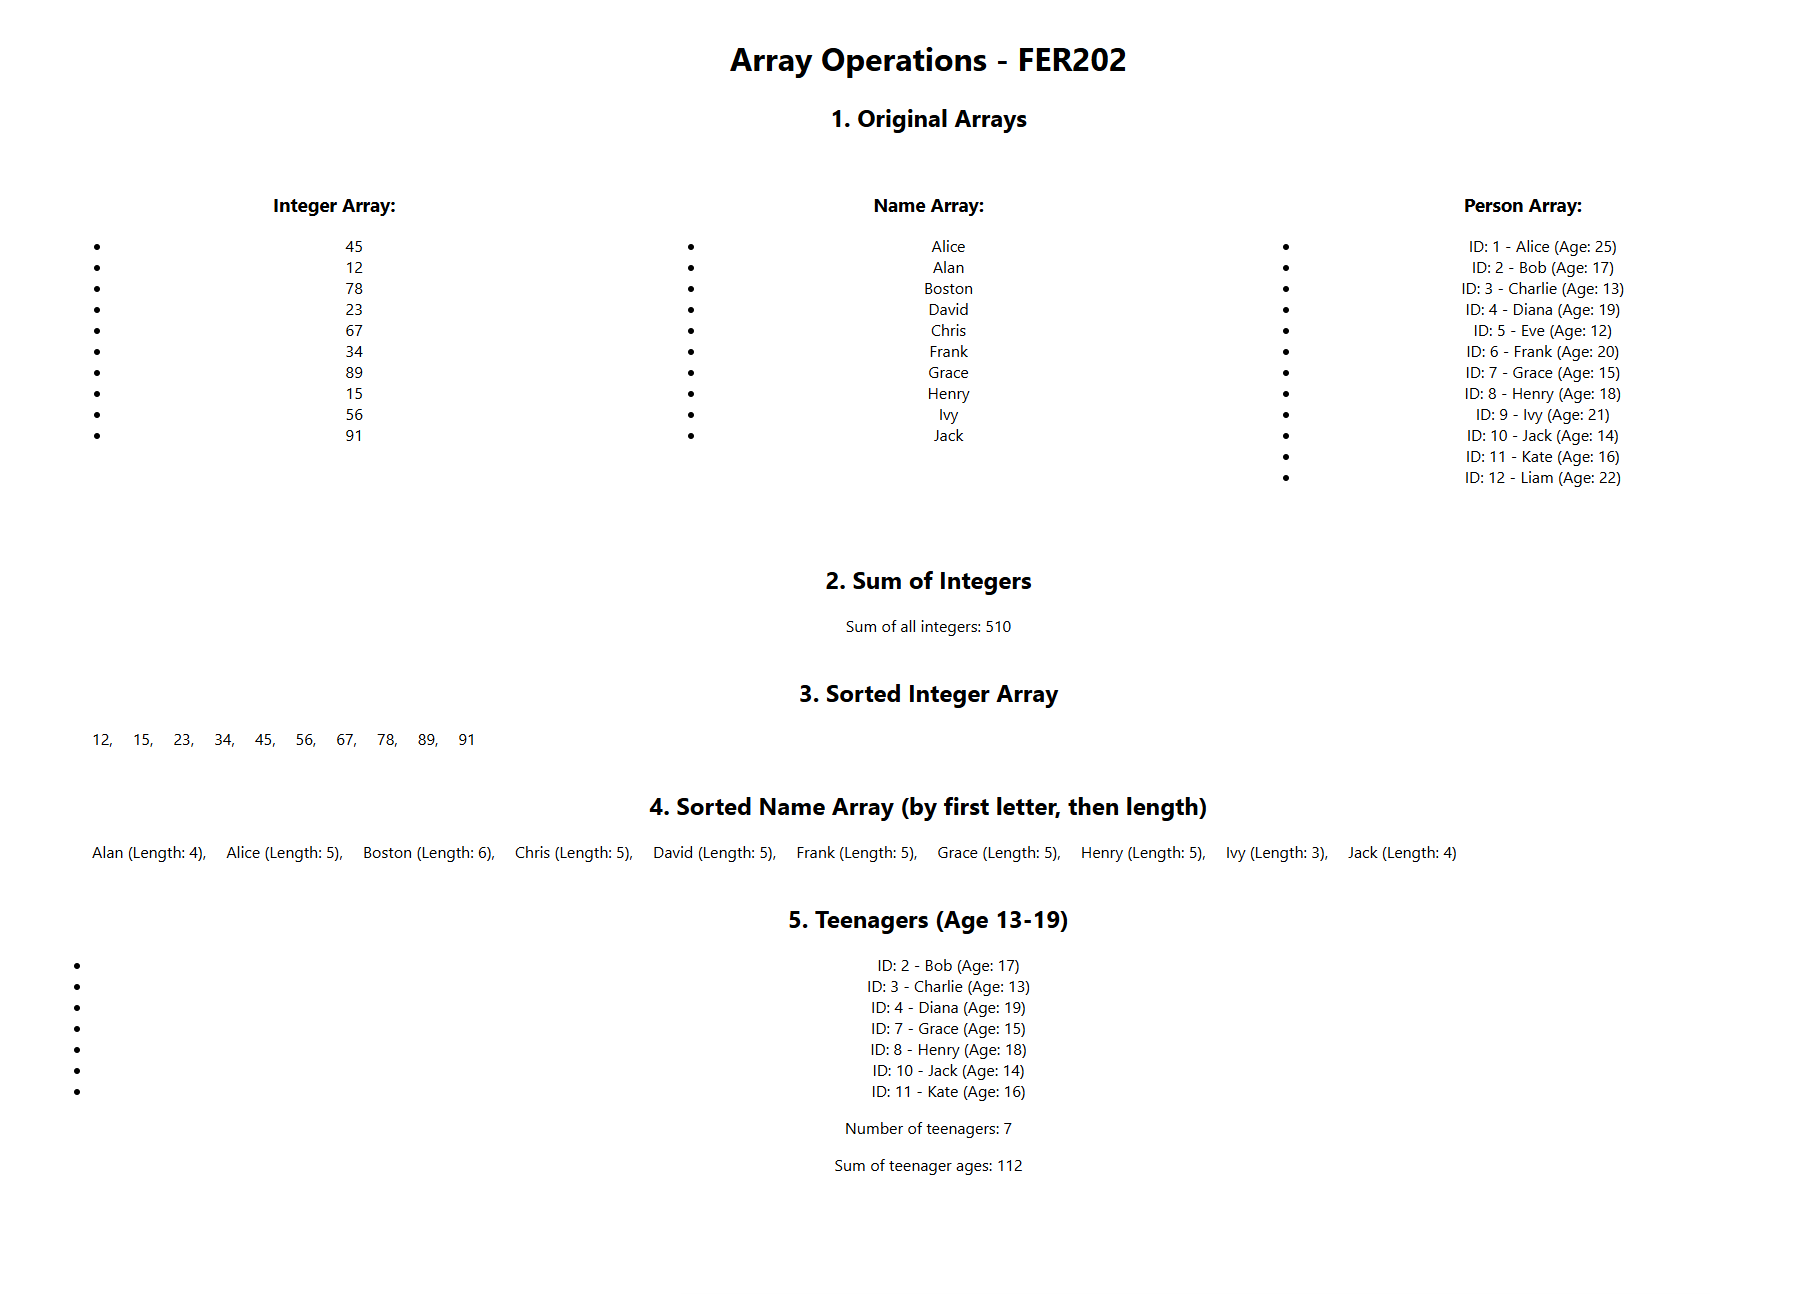 Array Operations - FER202
1. Original Arrays
Integer Array:
45
12
78
23
67
34
89
15
56
91
Name Array:
Alice
Alan
Boston
David
Chris
Frank
Grace
Henry
Ivy
Jack
Person Array:
ID: 1 - Alice (Age: 25)
ID: 2 - Bob (Age: 17)
ID: 3 - Charlie (Age: 13)
ID: 4 - Diana (Age: 19)
ID: 5 - Eve (Age: 12)
ID: 6 - Frank (Age: 20)
ID: 7 - Grace (Age: 15)
ID: 8 - Henry (Age: 18)
ID: 9 - Ivy (Age: 21)
ID: 10 - Jack (Age: 14)
ID: 11 - Kate (Age: 16)
ID: 12 - Liam (Age: 22)
2. Sum of Integers
Sum of all integers: 510
3. Sorted Integer Array
12, 15, 23, 34, 45, 56, 67, 78, 89, 91
4. Sorted Name Array (by first letter, then length)
Alan (Length: 4), Alice (Length: 5), Boston (Length: 6), Chris (Length: 5), David (Length: 5), Frank (Length: 5), Grace (Length: 5), Henry (Length: 5), Ivy (Length: 3), Jack (Length: 4)
5. Teenagers (Age 13-19)
ID: 2 - Bob (Age: 17)
ID: 3 - Charlie (Age: 13)
ID: 4 - Diana (Age: 19)
ID: 7 - Grace (Age: 15)
ID: 8 - Henry (Age: 18)
ID: 10 - Jack (Age: 14)
ID: 11 - Kate (Age: 16)
Number of teenagers: 7
Sum of teenager ages: 112